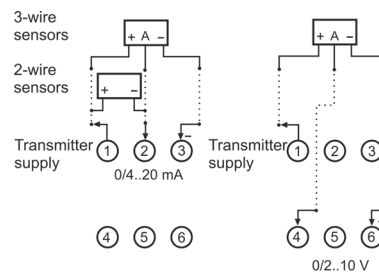 3-wire
sensors
+ A −
+ A −
2-wire
sensors
+ −
Transmitter
supply
1 2 3
−
0/4..20 mA
4 5 6
Transmitter
supply
1 2 3
4 5 6
0/2..10 V